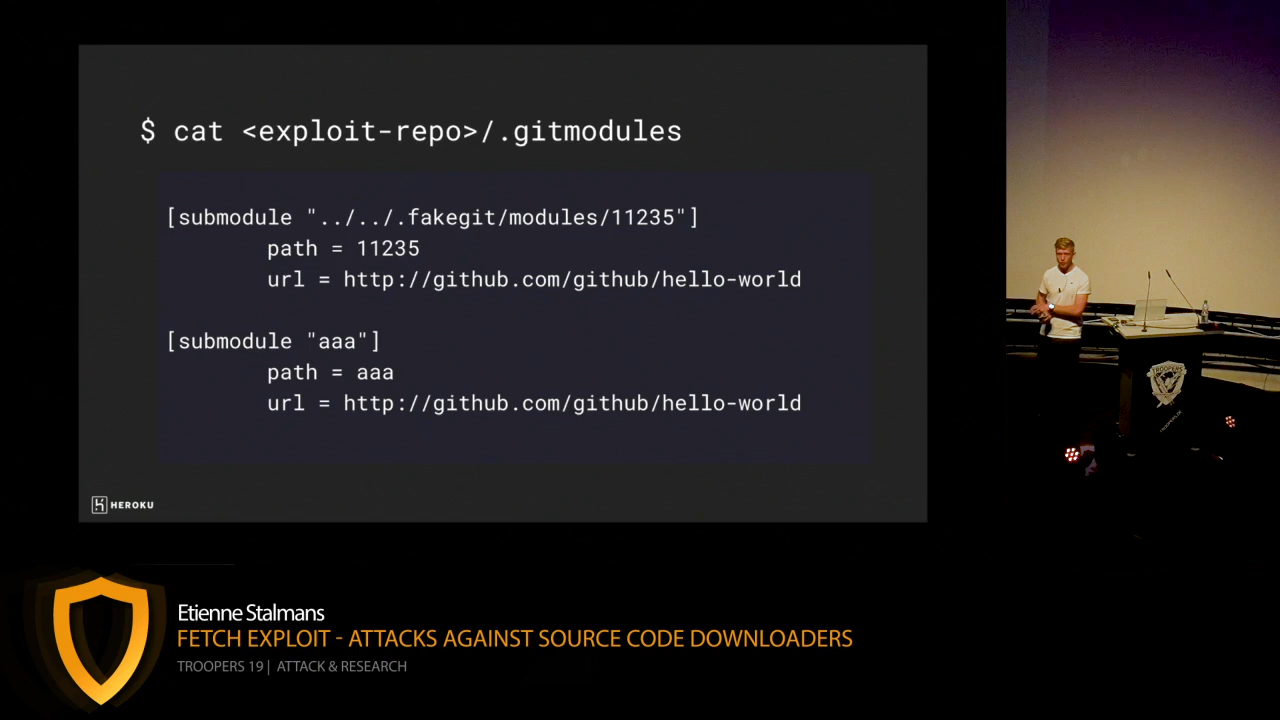 $ cat <exploit-repo>/.gitmodules
[submodule "../../.fakegit/modules/11235"]
path = 11235
url = http://github.com/github/hello-world
[submodule "aaa"]
path = aaa
url = http://github.com/github/hello-world
HEROKU
TROOPERS
Etienne Stalmans
FETCH EXPLOIT - ATTACKS AGAINST SOURCE CODE DOWNLOADERS
TROOPERS 19 | ATTACK & RESEARCH